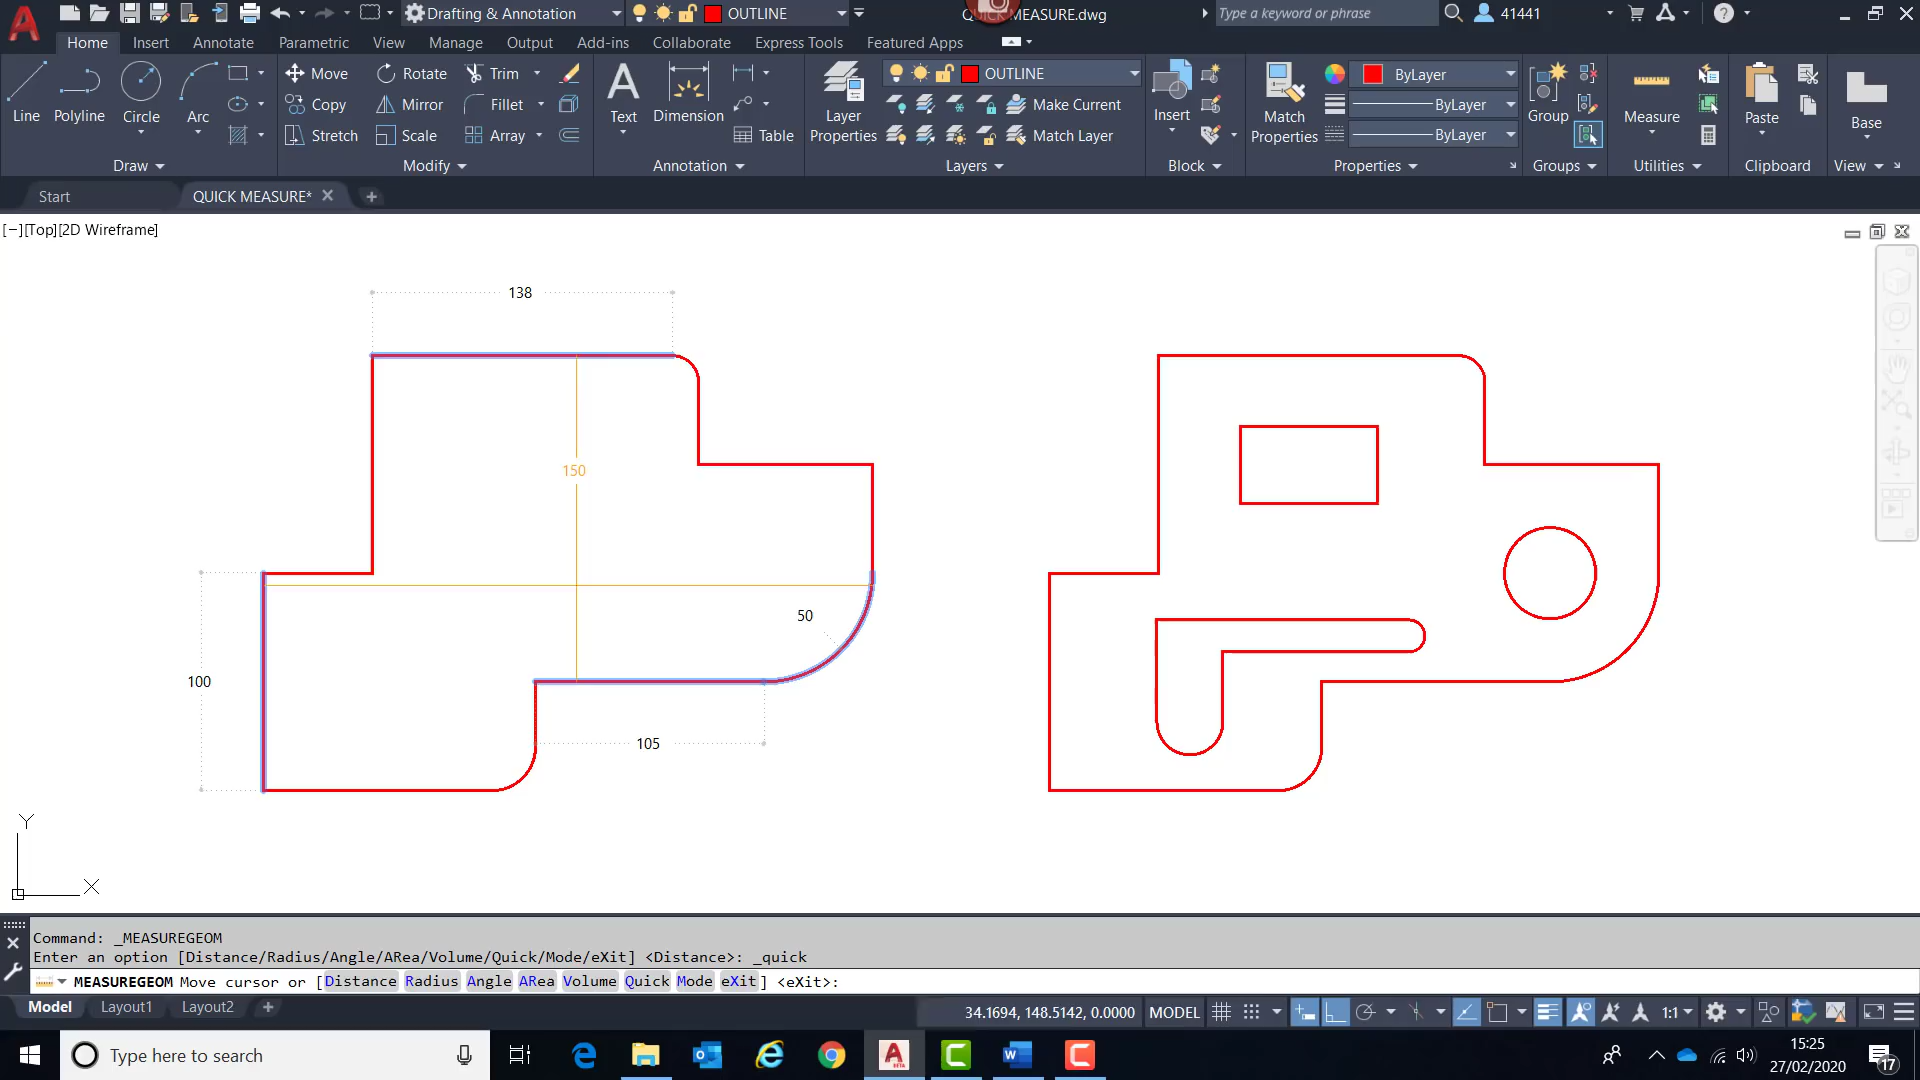 Drafting & Annotation
OUTLINE
QUICK MEASURE.dwg
Type a keyword or phrase
41441
Home Insert Annotate Parametric View Manage Output Add-ins Collaborate Express Tools Featured Apps
Line Polyline Circle Arc
Move Rotate Trim
Copy Mirror Fillet
Stretch Scale Array
Text Dimension Table
Layer Properties
OUTLINE
Make Current
Match Layer
Insert
Match Properties
ByLayer
ByLayer
ByLayer
Group
Measure
Paste
Base
Draw Modify Annotation Layers Block Properties Groups Utilities Clipboard View
Start QUICK MEASURE*
[−][Top][2D Wireframe]
138
150
50
100
105
Y
X
Command: _MEASUREGEOM
Enter an option [Distance/Radius/Angle/ARea/Volume/Quick/Mode/eXit] <Distance>: _quick
MEASUREGEOM Move cursor or [Distance Radius Angle ARea Volume Quick Mode eXit] <eXit>:
Model Layout1 Layout2
34.1694, 148.5142, 0.0000 MODEL 1:1
Type here to search
15:25
27/02/2020
17